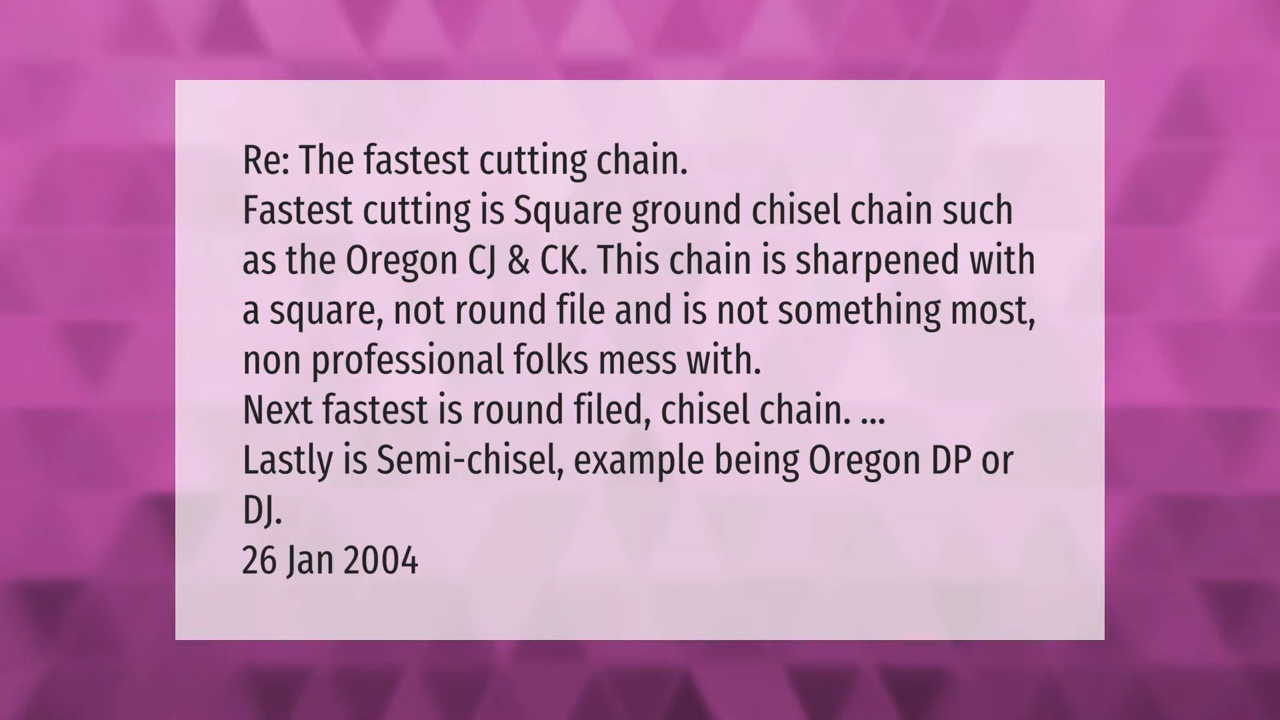 Re: The fastest cutting chain.
Fastest cutting is Square ground chisel chain such
as the Oregon CJ & CK. This chain is sharpened with
a square, not round file and is not something most,
non professional folks mess with.
Next fastest is round filed, chisel chain. ...
Lastly is Semi-chisel, example being Oregon DP or
DJ.
26 Jan 2004